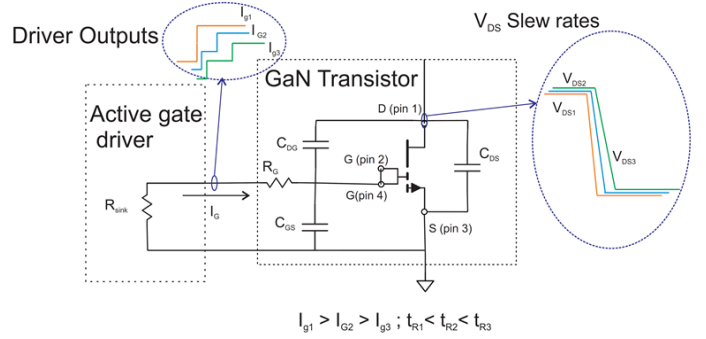 Driver Outputs
Ig1
IG2
Ig3
VDS Slew rates
GaN Transistor
Active gate
driver
D (pin 1)
VDS2
VDS1
VDS3
CDG
G (pin 2)
CDS
RG
G(pin 4)
Rsink
IG
CGS
S (pin 3)
Ig1 > IG2 > Ig3 ; tR1< tR2< tR3